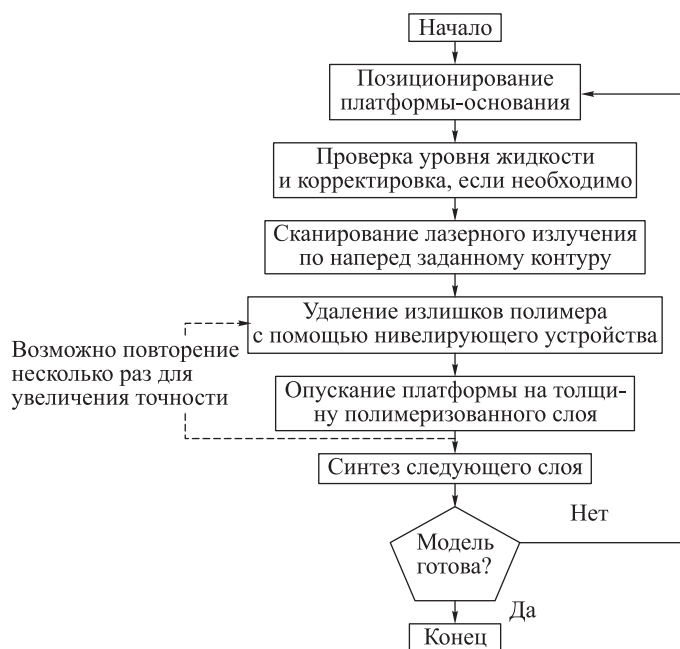 Начало
Позиционирование
платформы-основания
Проверка уровня жидкости
и корректировка, если необходимо
Сканирование лазерного излучения
по наперед заданному контуру
Удаление излишков полимера
с помощью нивелирующего устройства
Возможно повторение
несколько раз для
увеличения точности
Опускание платформы на толщи-
ну полимеризованного слоя
Синтез следующего слоя
Модель
готова?
Нет
Да
Конец